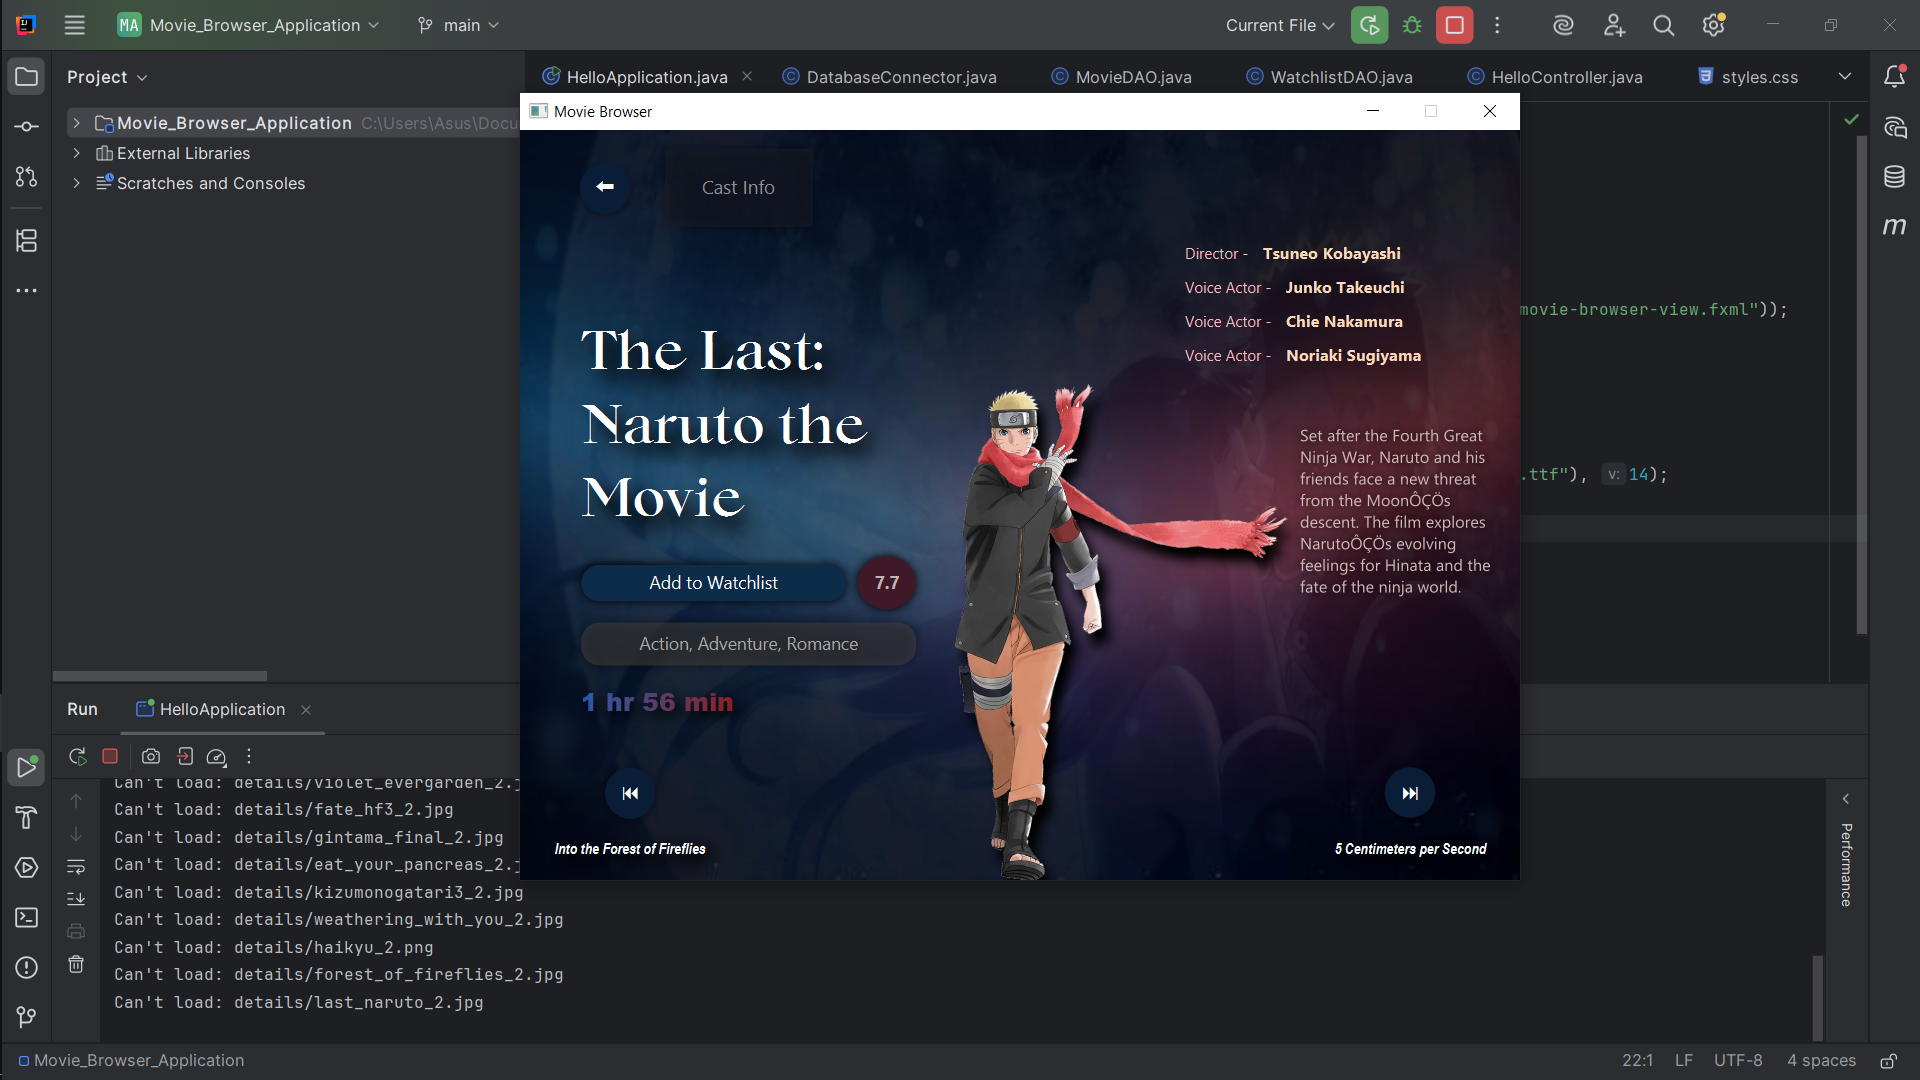 MA Movie_Browser_Application
main
Current File
Project
HelloApplication.java
DatabaseConnector.java
MovieDAO.java
WatchlistDAO.java
HelloController.java
styles.css
Movie_Browser_Application C:\Users\Asus\Docu
External Libraries
Scratches and Consoles
Movie Browser
Cast Info
Director - Tsuneo Kobayashi
Voice Actor - Junko Takeuchi
Voice Actor - Chie Nakamura
Voice Actor - Noriaki Sugiyama
movie-browser-view.fxml"));
.ttf"), v: 14);
m
The Last:
Naruto the
Movie
Set after the Fourth Great
Ninja War, Naruto and his
friends face a new threat
from the MoonÔÇÖs
descent. The film explores
NarutoÔÇÖs evolving
feelings for Hinata and the
fate of the ninja world.
Add to Watchlist
7.7
Action, Adventure, Romance
1 hr 56 min
Into the Forest of Fireflies
5 Centimeters per Second
Run
HelloApplication
Can't load: details/violet_evergarden_2.j
Can't load: details/fate_hf3_2.jpg
Can't load: details/gintama_final_2.jpg
Can't load: details/eat_your_pancreas_2.j
Can't load: details/kizumonogatari3_2.jpg
Can't load: details/weathering_with_you_2.jpg
Can't load: details/haikyu_2.png
Can't load: details/forest_of_fireflies_2.jpg
Can't load: details/last_naruto_2.jpg
Performance
Movie_Browser_Application
22:1
LF
UTF-8
4 spaces